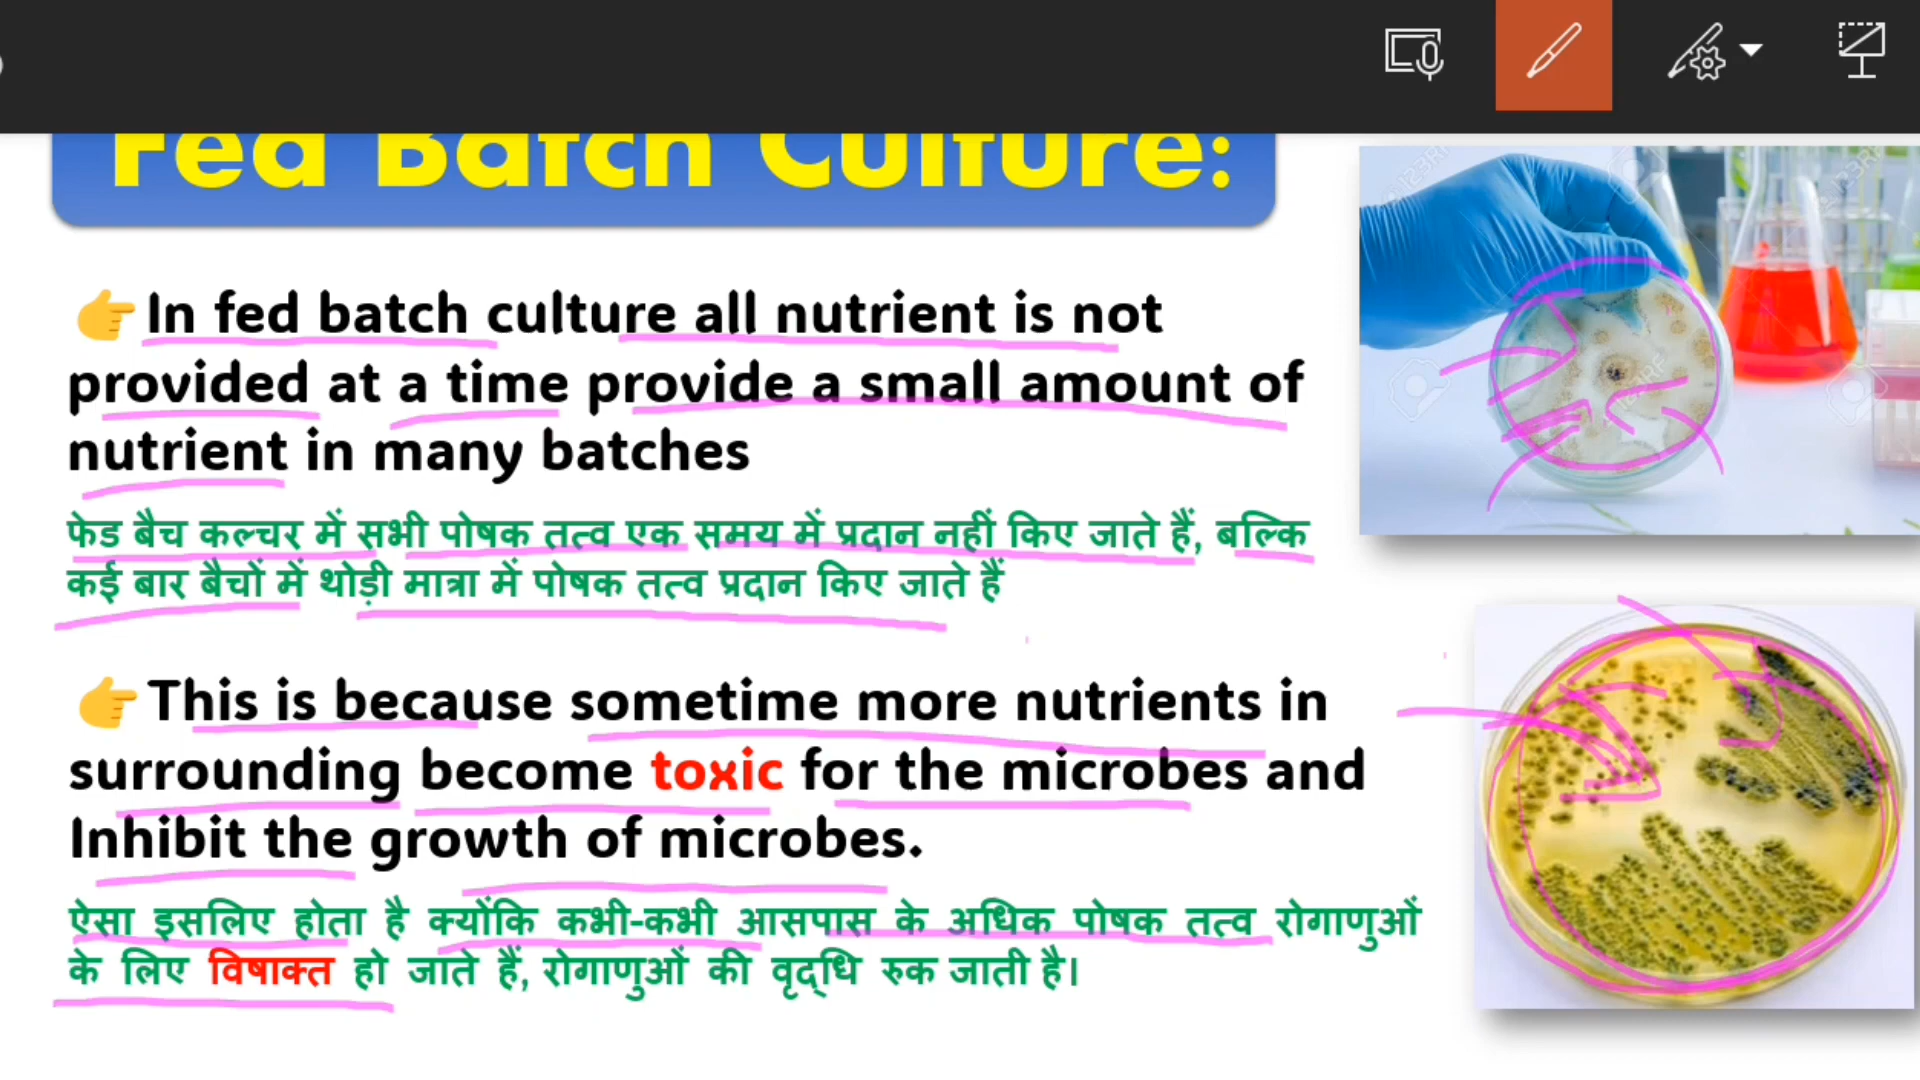 Fed Batch Culture:
👉In fed batch culture all nutrient is not
provided at a time provide a small amount of
nutrient in many batches
फेड बैच कल्चर में सभी पोषक तत्व एक समय में प्रदान नहीं किए जाते हैं, बल्कि
कई बार बैचों में थोड़ी मात्रा में पोषक तत्व प्रदान किए जाते हैं
👉This is because sometime more nutrients in
surrounding become toxic for the microbes and
Inhibit the growth of microbes.
ऐसा इसलिए होता है क्योंकि कभी-कभी आसपास के अधिक पोषक तत्व रोगाणुओं
के लिए विषाक्त हो जाते हैं, रोगाणुओं की वृद्धि रुक जाती है।